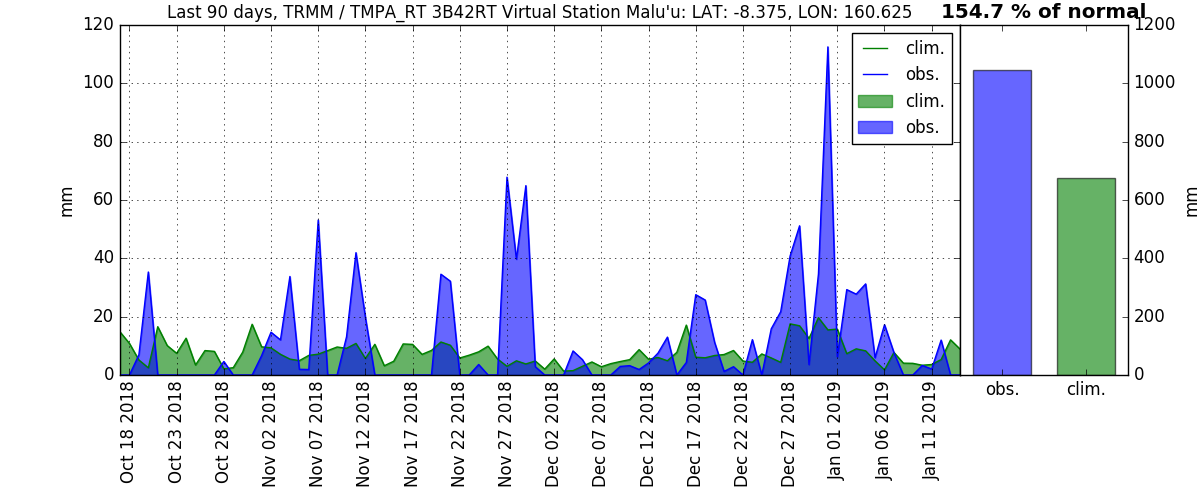 Last 90 days, TRMM / TMPA_RT 3B42RT Virtual Station Malu'u: LAT: -8.375, LON: 160.625
154.7 % of normal
120
100
80
60
40
20
0
mm
clim.
obs.
clim.
obs.
1200
1000
800
600
400
200
0
mm
obs.
clim.
Oct 18 2018
Oct 23 2018
Oct 28 2018
Nov 02 2018
Nov 07 2018
Nov 12 2018
Nov 17 2018
Nov 22 2018
Nov 27 2018
Dec 02 2018
Dec 07 2018
Dec 12 2018
Dec 17 2018
Dec 22 2018
Dec 27 2018
Jan 01 2019
Jan 06 2019
Jan 11 2019